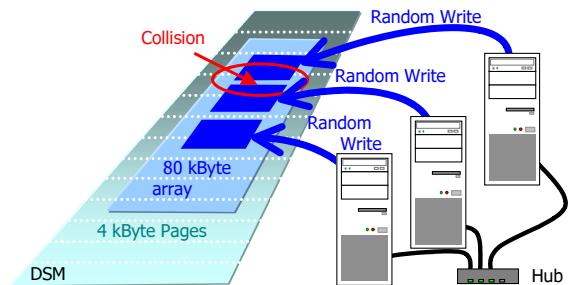 Random Write
Collision
Random Write
Random
Write
80 kByte
array
4 kByte Pages
DSM
Hub